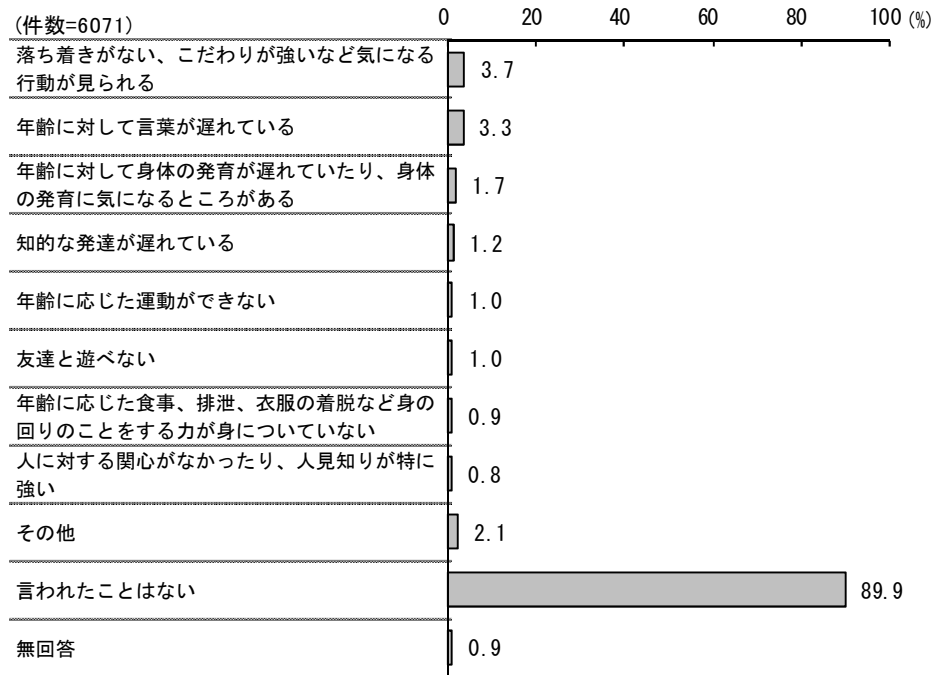 (件数=6071)
0 20 40 60 80 100 (%)
落ち着きがない、こだわりが強いなど気になる
行動が見られる
3.7
年齢に対して言葉が遅れている
3.3
年齢に対して身体の発育が遅れていたり、身体
の発育に気になるところがある
1.7
知的な発達が遅れている
1.2
年齢に応じた運動ができない
1.0
友達と遊べない
1.0
年齢に応じた食事、排泄、衣服の着脱など身の
回りのことをする力が身についていない
0.9
人に対する関心がなかったり、人見知りが特に
強い
0.8
その他
2.1
言われたことはない
89.9
無回答
0.9